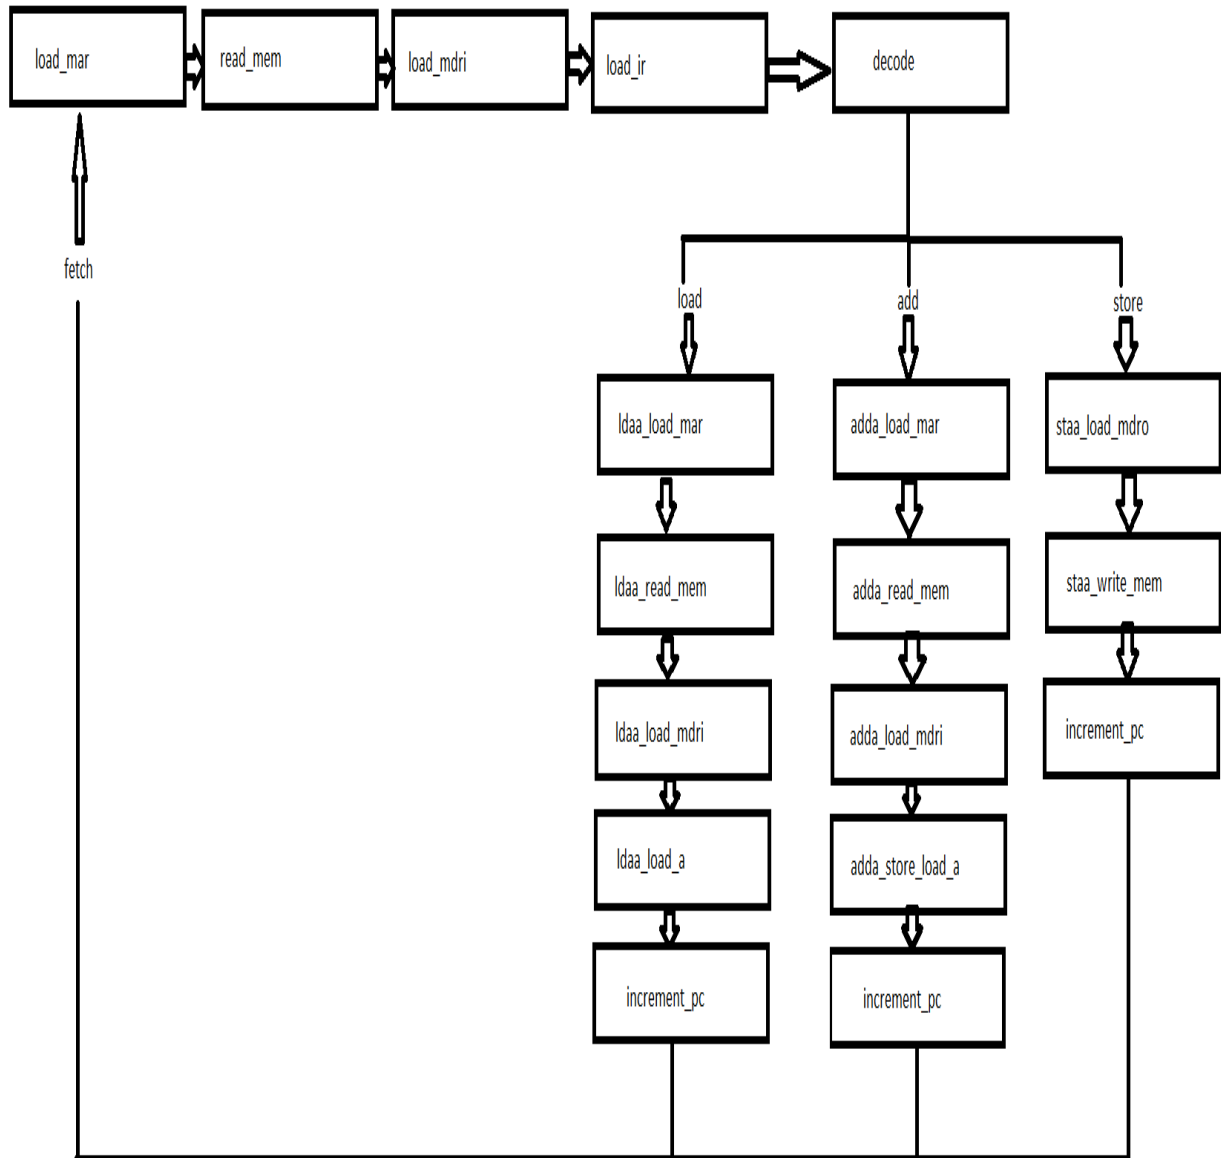 load_mar
read_mem
load_mdri
load_ir
decode
fetch
load
add
store
ldaa_load_mar
adda_load_mar
staa_load_mdro
ldaa_read_mem
adda_read_mem
staa_write_mem
ldaa_load_mdri
adda_load_mdri
increment_pc
ldaa_load_a
adda_store_load_a
increment_pc
increment_pc